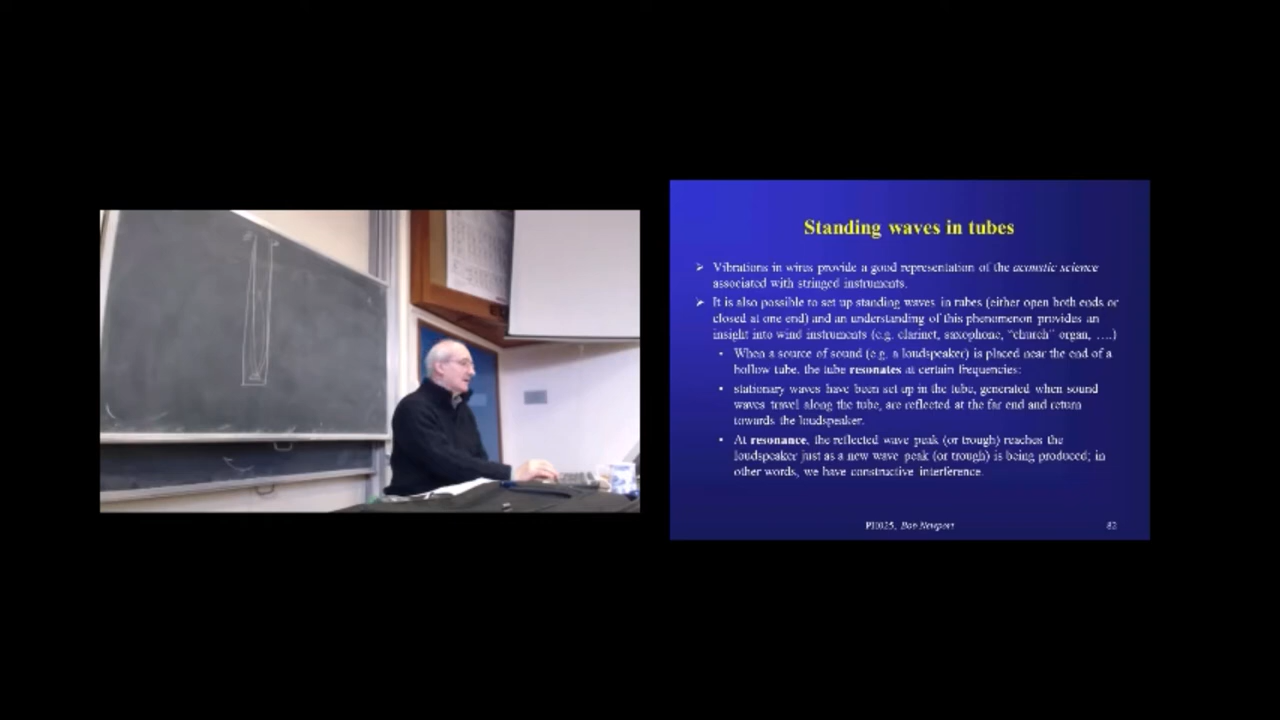 Standing waves in tubes
➢ Vibrations in wires provide a good representation of the acoustic science
associated with stringed instruments.
➢ It is also possible to set up standing waves in tubes (either open both ends or
closed at one end) and an understanding of this phenomenon provides an
insight into wind instruments (e.g. clarinet, saxophone, “church” organ, ….)
• When a source of sound (e.g. a loudspeaker) is placed near the end of a
hollow tube, the tube resonates at certain frequencies:
• stationary waves have been set up in the tube, generated when sound
waves travel along the tube, are reflected at the far end and return
towards the loudspeaker.
• At resonance, the reflected wave peak (or trough) reaches the
loudspeaker just as a new wave peak (or trough) is being produced; in
other words, we have constructive interference.
PH025, Bob Newport 82